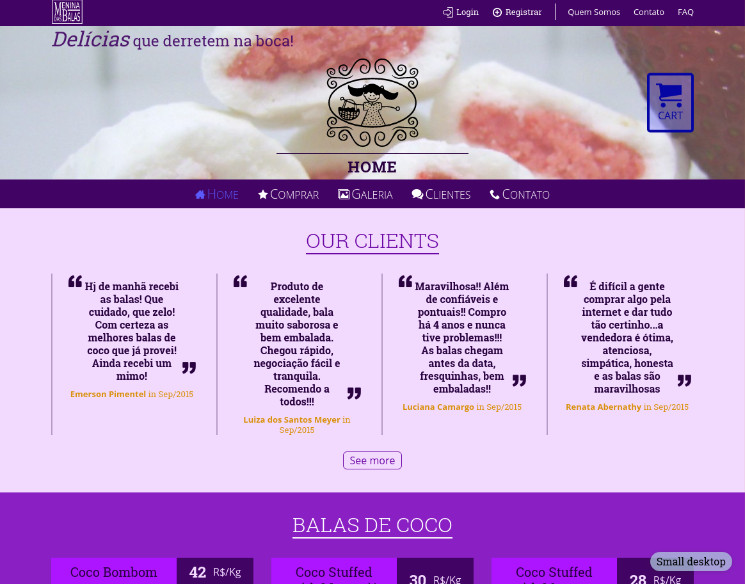 MENINA
DAS BALAS
Login
Registrar
Quem Somos
Contato
FAQ
Delícias que derretem na boca!
CART
HOME
HOME
COMPRAR
GALERIA
CLIENTES
CONTATO
OUR CLIENTS
“ Hj de manhã recebi
as balas! Que
cuidado, que zelo!
Com certeza as
melhores balas de
coco que já provei!
Ainda recebi um
mimo! ”
Emerson Pimentel in Sep/2015
“ Produto de
excelente
qualidade, bala
muito saborosa e
bem embalada.
Chegou rápido,
negociação fácil e
tranquila.
Recomendo a
todos!!! ”
Luiza dos Santos Meyer in
Sep/2015
“ Maravilhosa!! Além
de confiáveis e
pontuais!! Compro
há 4 anos e nunca
tive problemas!!!
As balas chegam
antes da data,
fresquinhas, bem
embaladas!! ”
Luciana Camargo in Sep/2015
“ É difícil a gente
comprar algo pela
internet e dar tudo
tão certinho...a
vendedora é ótima,
atenciosa,
simpática, honesta
e as balas são
maravilhosas ”
Renata Abernathy in Sep/2015
See more
BALAS DE COCO
Coco Bombom
42 R$/Kg
Coco Stuffed
30 R$/Kg
Coco Stuffed
28 R$/Kg
Small desktop